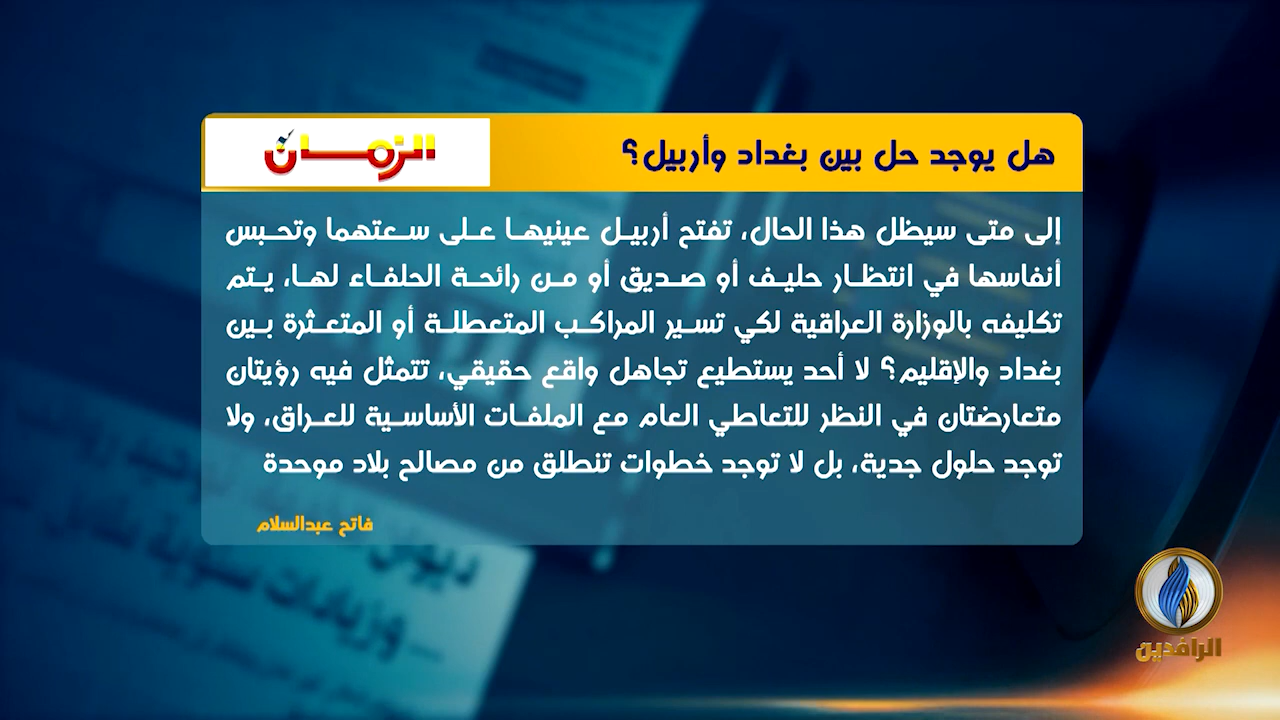 هل يوجد حل بين بغداد وأربيل؟
الزمان
إلى متى سيظل هذا الحال، تفتح أربيل عينيها على سعتهما وتحبس
أنفاسها في انتظار حليف أو صديق أو من رائحة الحلفاء لها، يتم
تكليفه بالوزارة العراقية لكي تسير المراكب المتعطلة أو المتعثرة بين
بغداد والإقليم؟ لا أحد يستطيع تجاهل واقع حقيقي، تتمثل فيه رؤيتان
متعارضتان في النظر للتعاطي العام مع الملفات الأساسية للعراق، ولا
توجد حلول جدية، بل لا توجد خطوات تنطلق من مصالح بلاد موحدة
فاتح عبدالسلام
ديوان
وزيادات سنوية
الرافدين